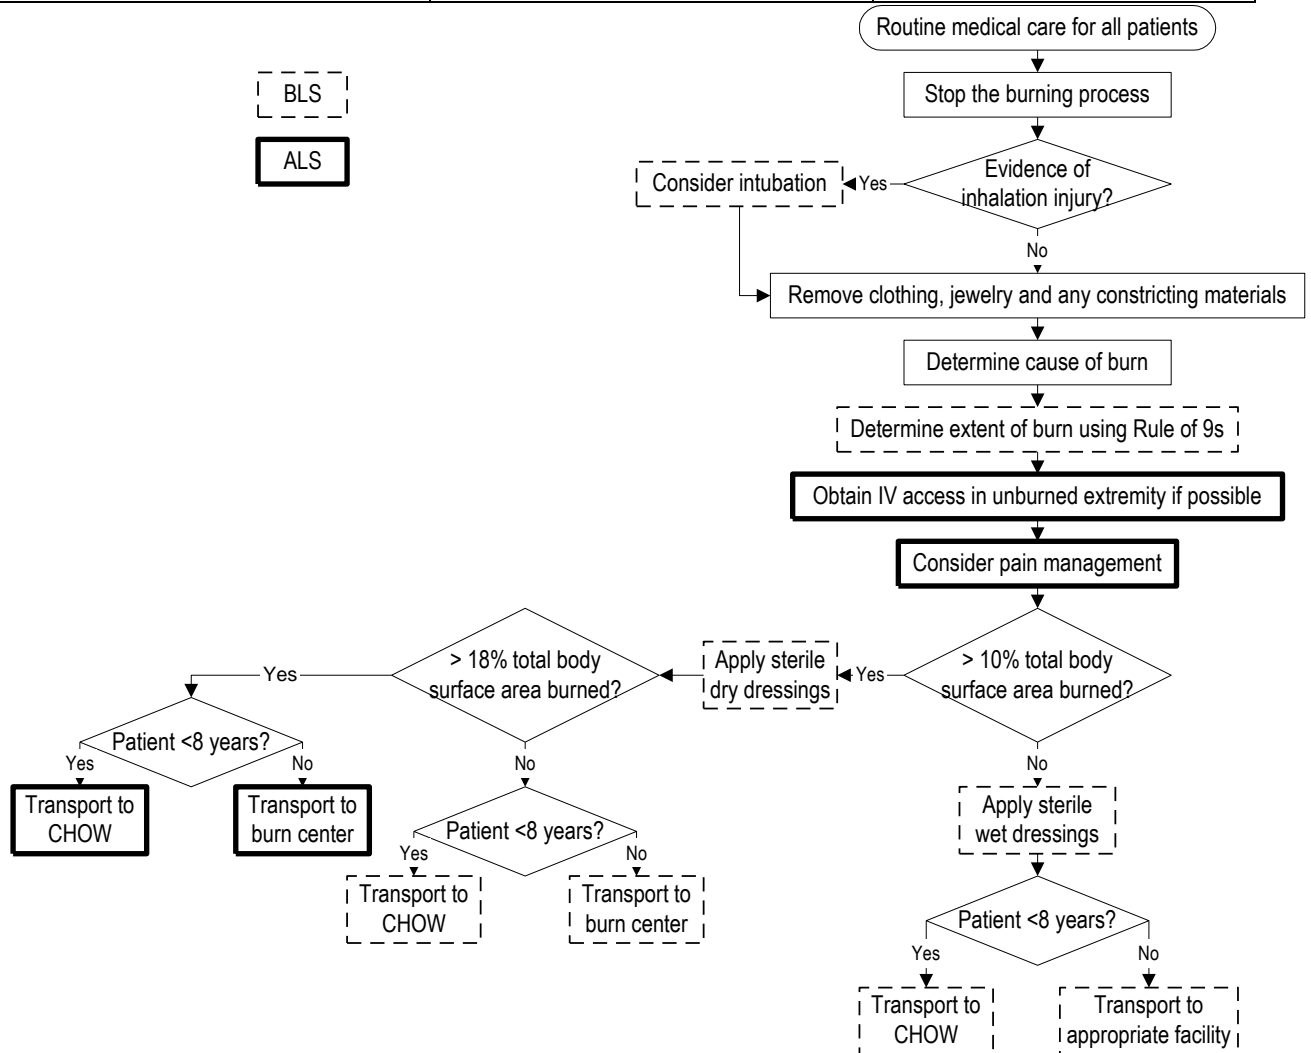 Routine medical care for all patients
BLS
Stop the burning process
ALS
Evidence of
inhalation injury?
Yes
Consider intubation
No
Remove clothing, jewelry and any constricting materials
Determine cause of burn
Determine extent of burn using Rule of 9s
Obtain IV access in unburned extremity if possible
Consider pain management
> 10% total body
surface area burned?
Yes
Apply sterile
dry dressings
> 18% total body
surface area burned?
Yes
Patient <8 years?
Yes
No
Transport to
CHOW
Transport to
burn center
No
Patient <8 years?
Yes
No
Transport to
CHOW
Transport to
burn center
No
Apply sterile
wet dressings
Patient <8 years?
Yes
No
Transport to
CHOW
Transport to
appropriate facility